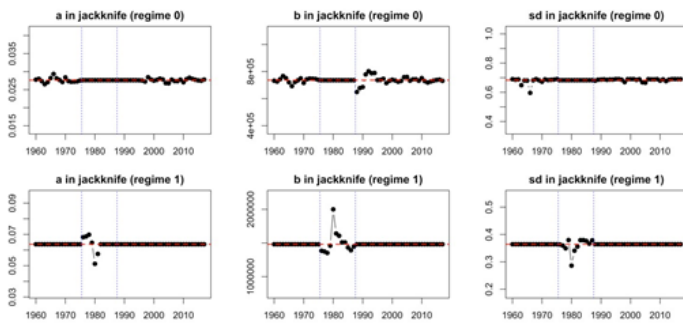 a in jackknife (regime 0)
0.015 0.025 0.035
1960 1970 1980 1990 2000 2010
b in jackknife (regime 0)
4e+05 8e+05
1960 1970 1980 1990 2000 2010
sd in jackknife (regime 0)
0.4 0.6 0.8 1.0
1960 1970 1980 1990 2000 2010
a in jackknife (regime 1)
0.03 0.05 0.07 0.09
1960 1970 1980 1990 2000 2010
b in jackknife (regime 1)
1000000 2000000
1960 1970 1980 1990 2000 2010
sd in jackknife (regime 1)
0.2 0.3 0.4 0.5
1960 1970 1980 1990 2000 2010